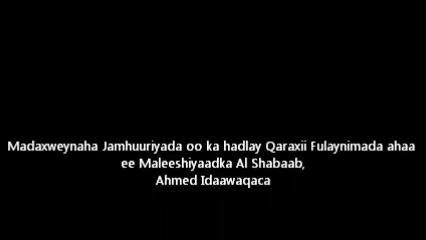 Madaxweynaha Jamhuuriyada oo ka hadlay Qaraxii Fulaynimada ahaa
ee Maleeshiyaadka Al Shabaab,
Ahmed Idaawaqaca